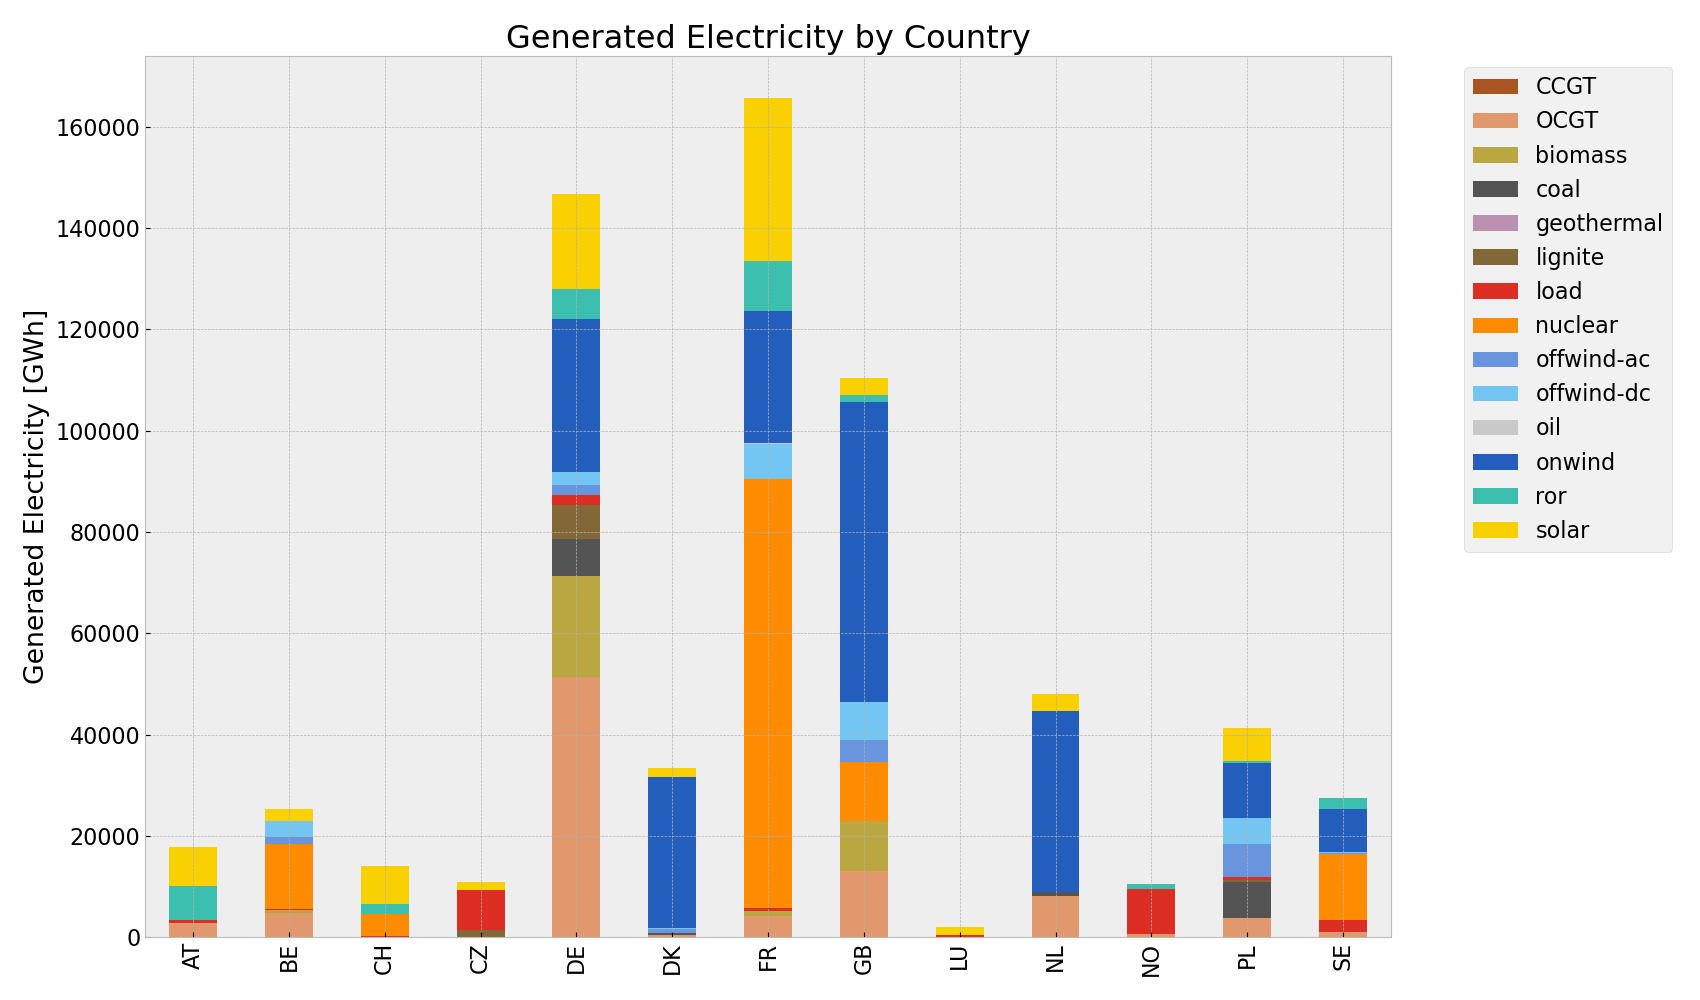 Generated Electricity by Country
Generated Electricity [GWh]
160000
140000
120000
100000
80000
60000
40000
20000
0
AT
BE
CH
CZ
DE
DK
FR
GB
LU
NL
NO
PL
SE
CCGT
OCGT
biomass
coal
geothermal
lignite
load
nuclear
offwind-ac
offwind-dc
oil
onwind
ror
solar